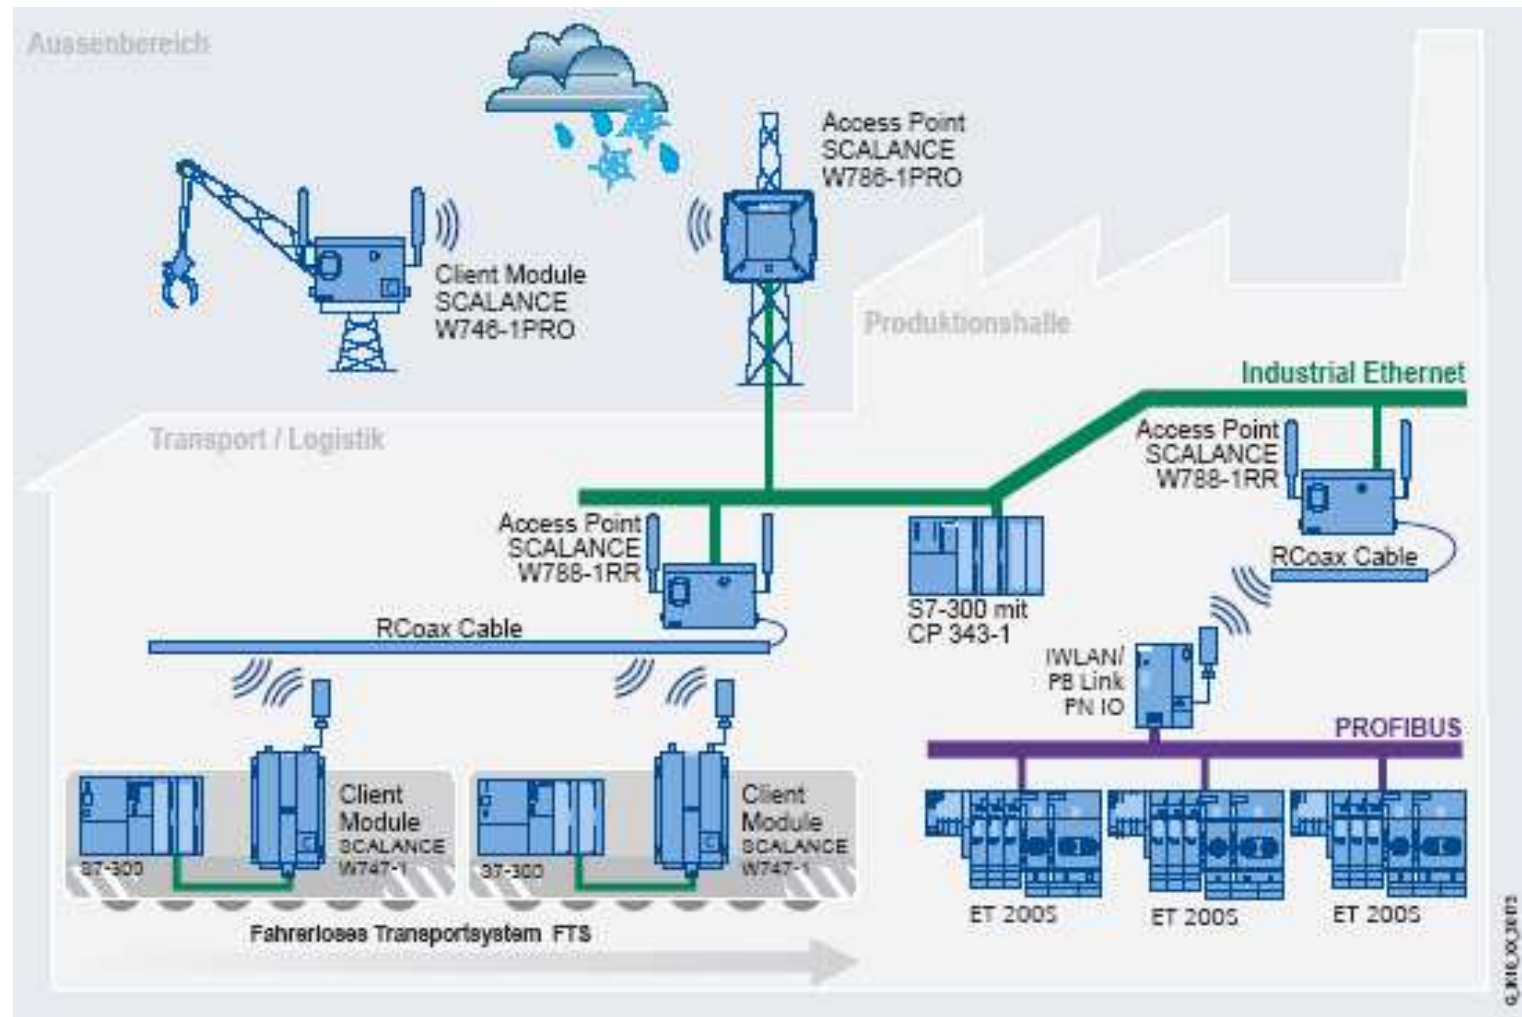 Aussenbereich
Access Point
SCALANCE
W786-1PRO
Client Module
SCALANCE
W746-1PRO
Produktionshalle
Industrial Ethernet
Transport / Logistik
Access Point
SCALANCE
W788-1RR
Access Point
SCALANCE
W788-1RR
RCoax Cable
S7-300 mit
CP 343-1
RCoax Cable
IWLAN/
PB Link
PN IO
PROFIBUS
Client
Module
SCALANCE
W747-1
S7-300
Client
Module
SCALANCE
W747-1
S7-300
ET 200S
ET 200S
ET 200S
Fahrerloses Transportsystem FTS